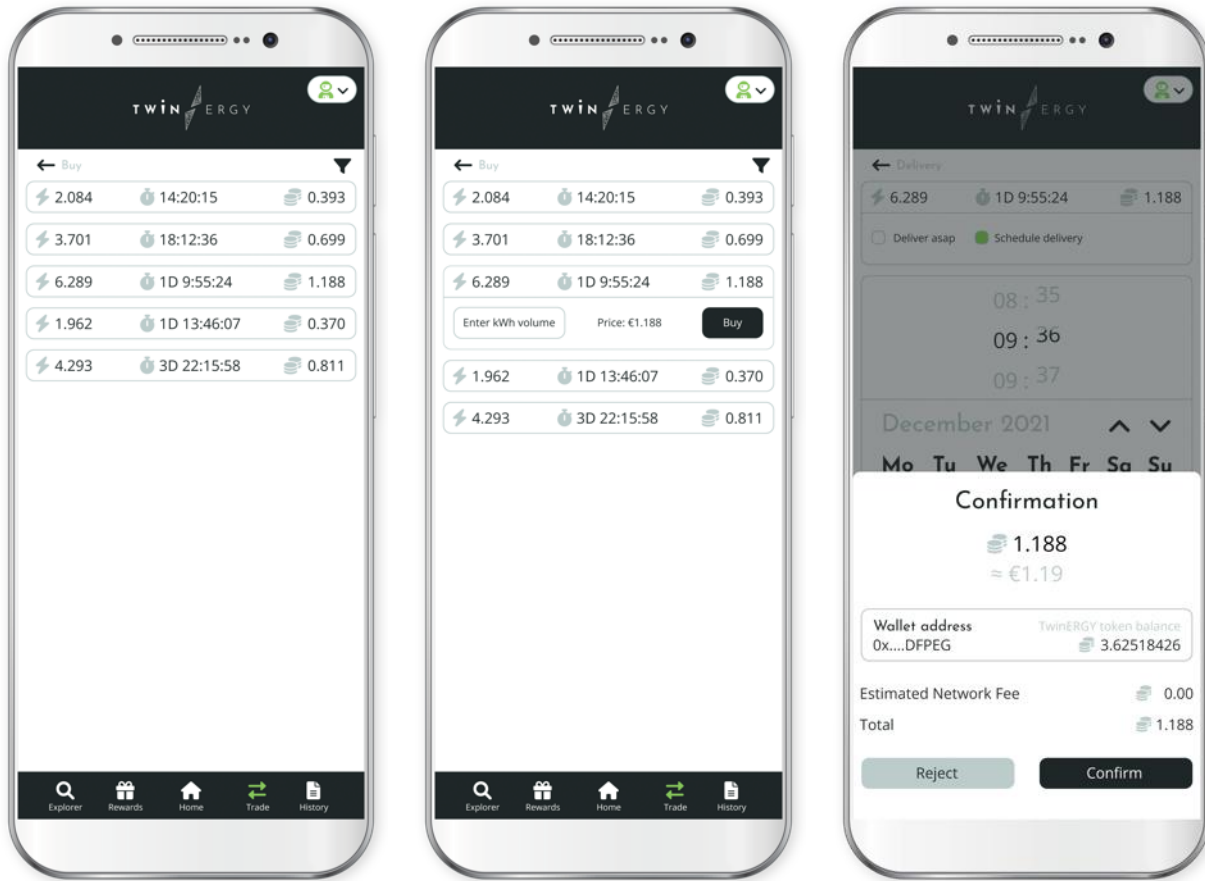 TWIN ERGY
Buy
2.084 14:20:15 0.393
3.701 18:12:36 0.699
6.289 1D 9:55:24 1.188
1.962 1D 13:46:07 0.370
4.293 3D 22:15:58 0.811
Explorer Rewards Home Trade History
TWIN ERGY
Buy
2.084 14:20:15 0.393
3.701 18:12:36 0.699
6.289 1D 9:55:24 1.188
Enter kWh volume Price: €1.188 Buy
1.962 1D 13:46:07 0.370
4.293 3D 22:15:58 0.811
Explorer Rewards Home Trade History
TWIN ERGY
Delivery
6.289 1D 9:55:24 1.188
Deliver asap Schedule delivery
08 : 35
09 : 36
09 : 37
December 2021
Mo Tu We Th Fr Sa Su
Confirmation
1.188
≈ €1.19
Wallet address TwinERGY token balance
0x....DFPEG 3.62518426
Estimated Network Fee 0.00
Total 1.188
Reject Confirm